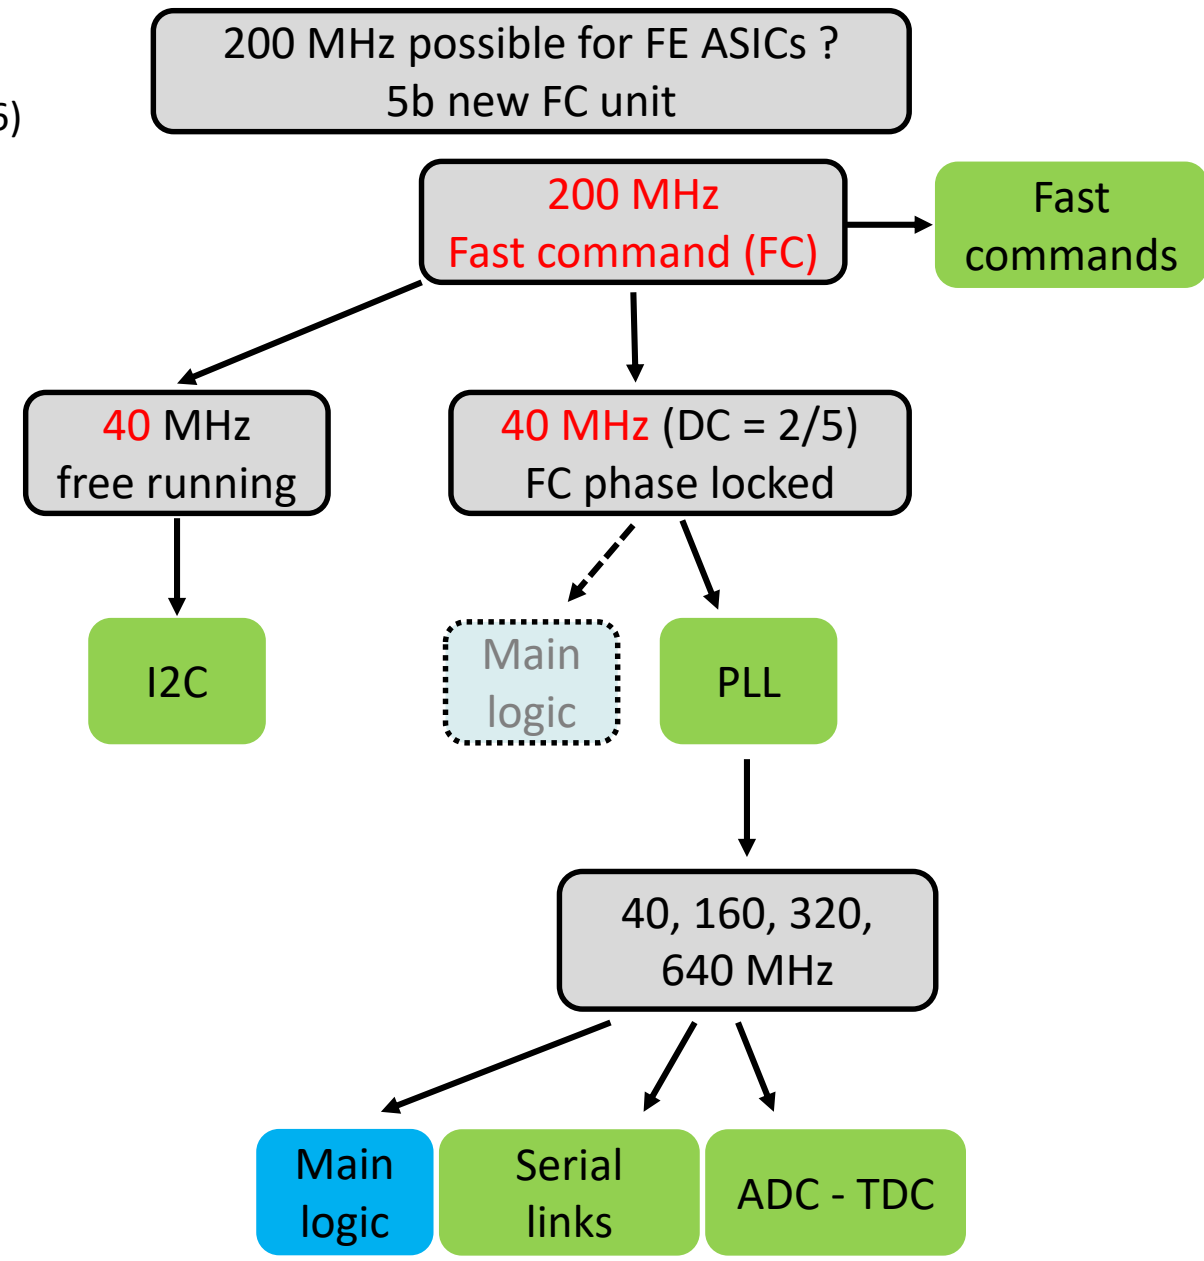 200 MHz possible for FE ASICs ?
5b new FC unit
200 MHz
Fast command (FC)
Fast
commands
40 MHz
free running
40 MHz (DC = 2/5)
FC phase locked
I2C
Main
logic
PLL
40, 160, 320,
640 MHz
Main
logic
Serial
links
ADC - TDC